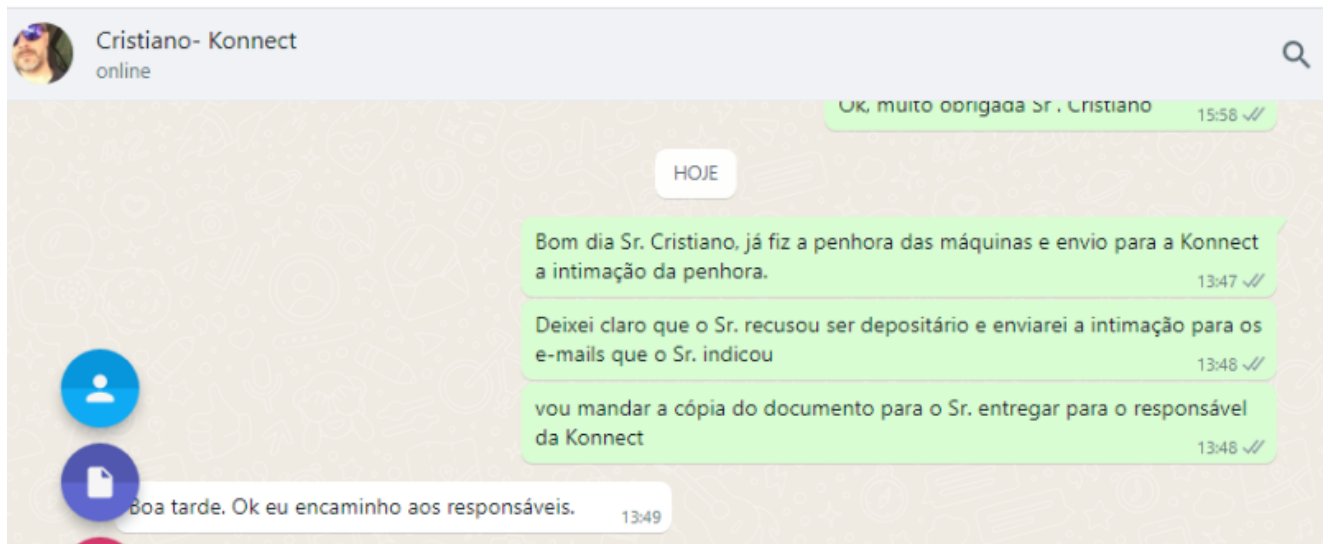 Cristiano- Konnect
online
Ok, muito obrigada Sr . Cristiano
15:58
HOJE
Bom dia Sr. Cristiano, já fiz a penhora das máquinas e envio para a Konnect
a intimação da penhora.
13:47
Deixei claro que o Sr. recusou ser depositário e enviarei a intimação para os
e-mails que o Sr. indicou
13:48
vou mandar a cópia do documento para o Sr. entregar para o responsável
da Konnect
13:48
Boa tarde. Ok eu encaminho aos responsáveis.
13:49